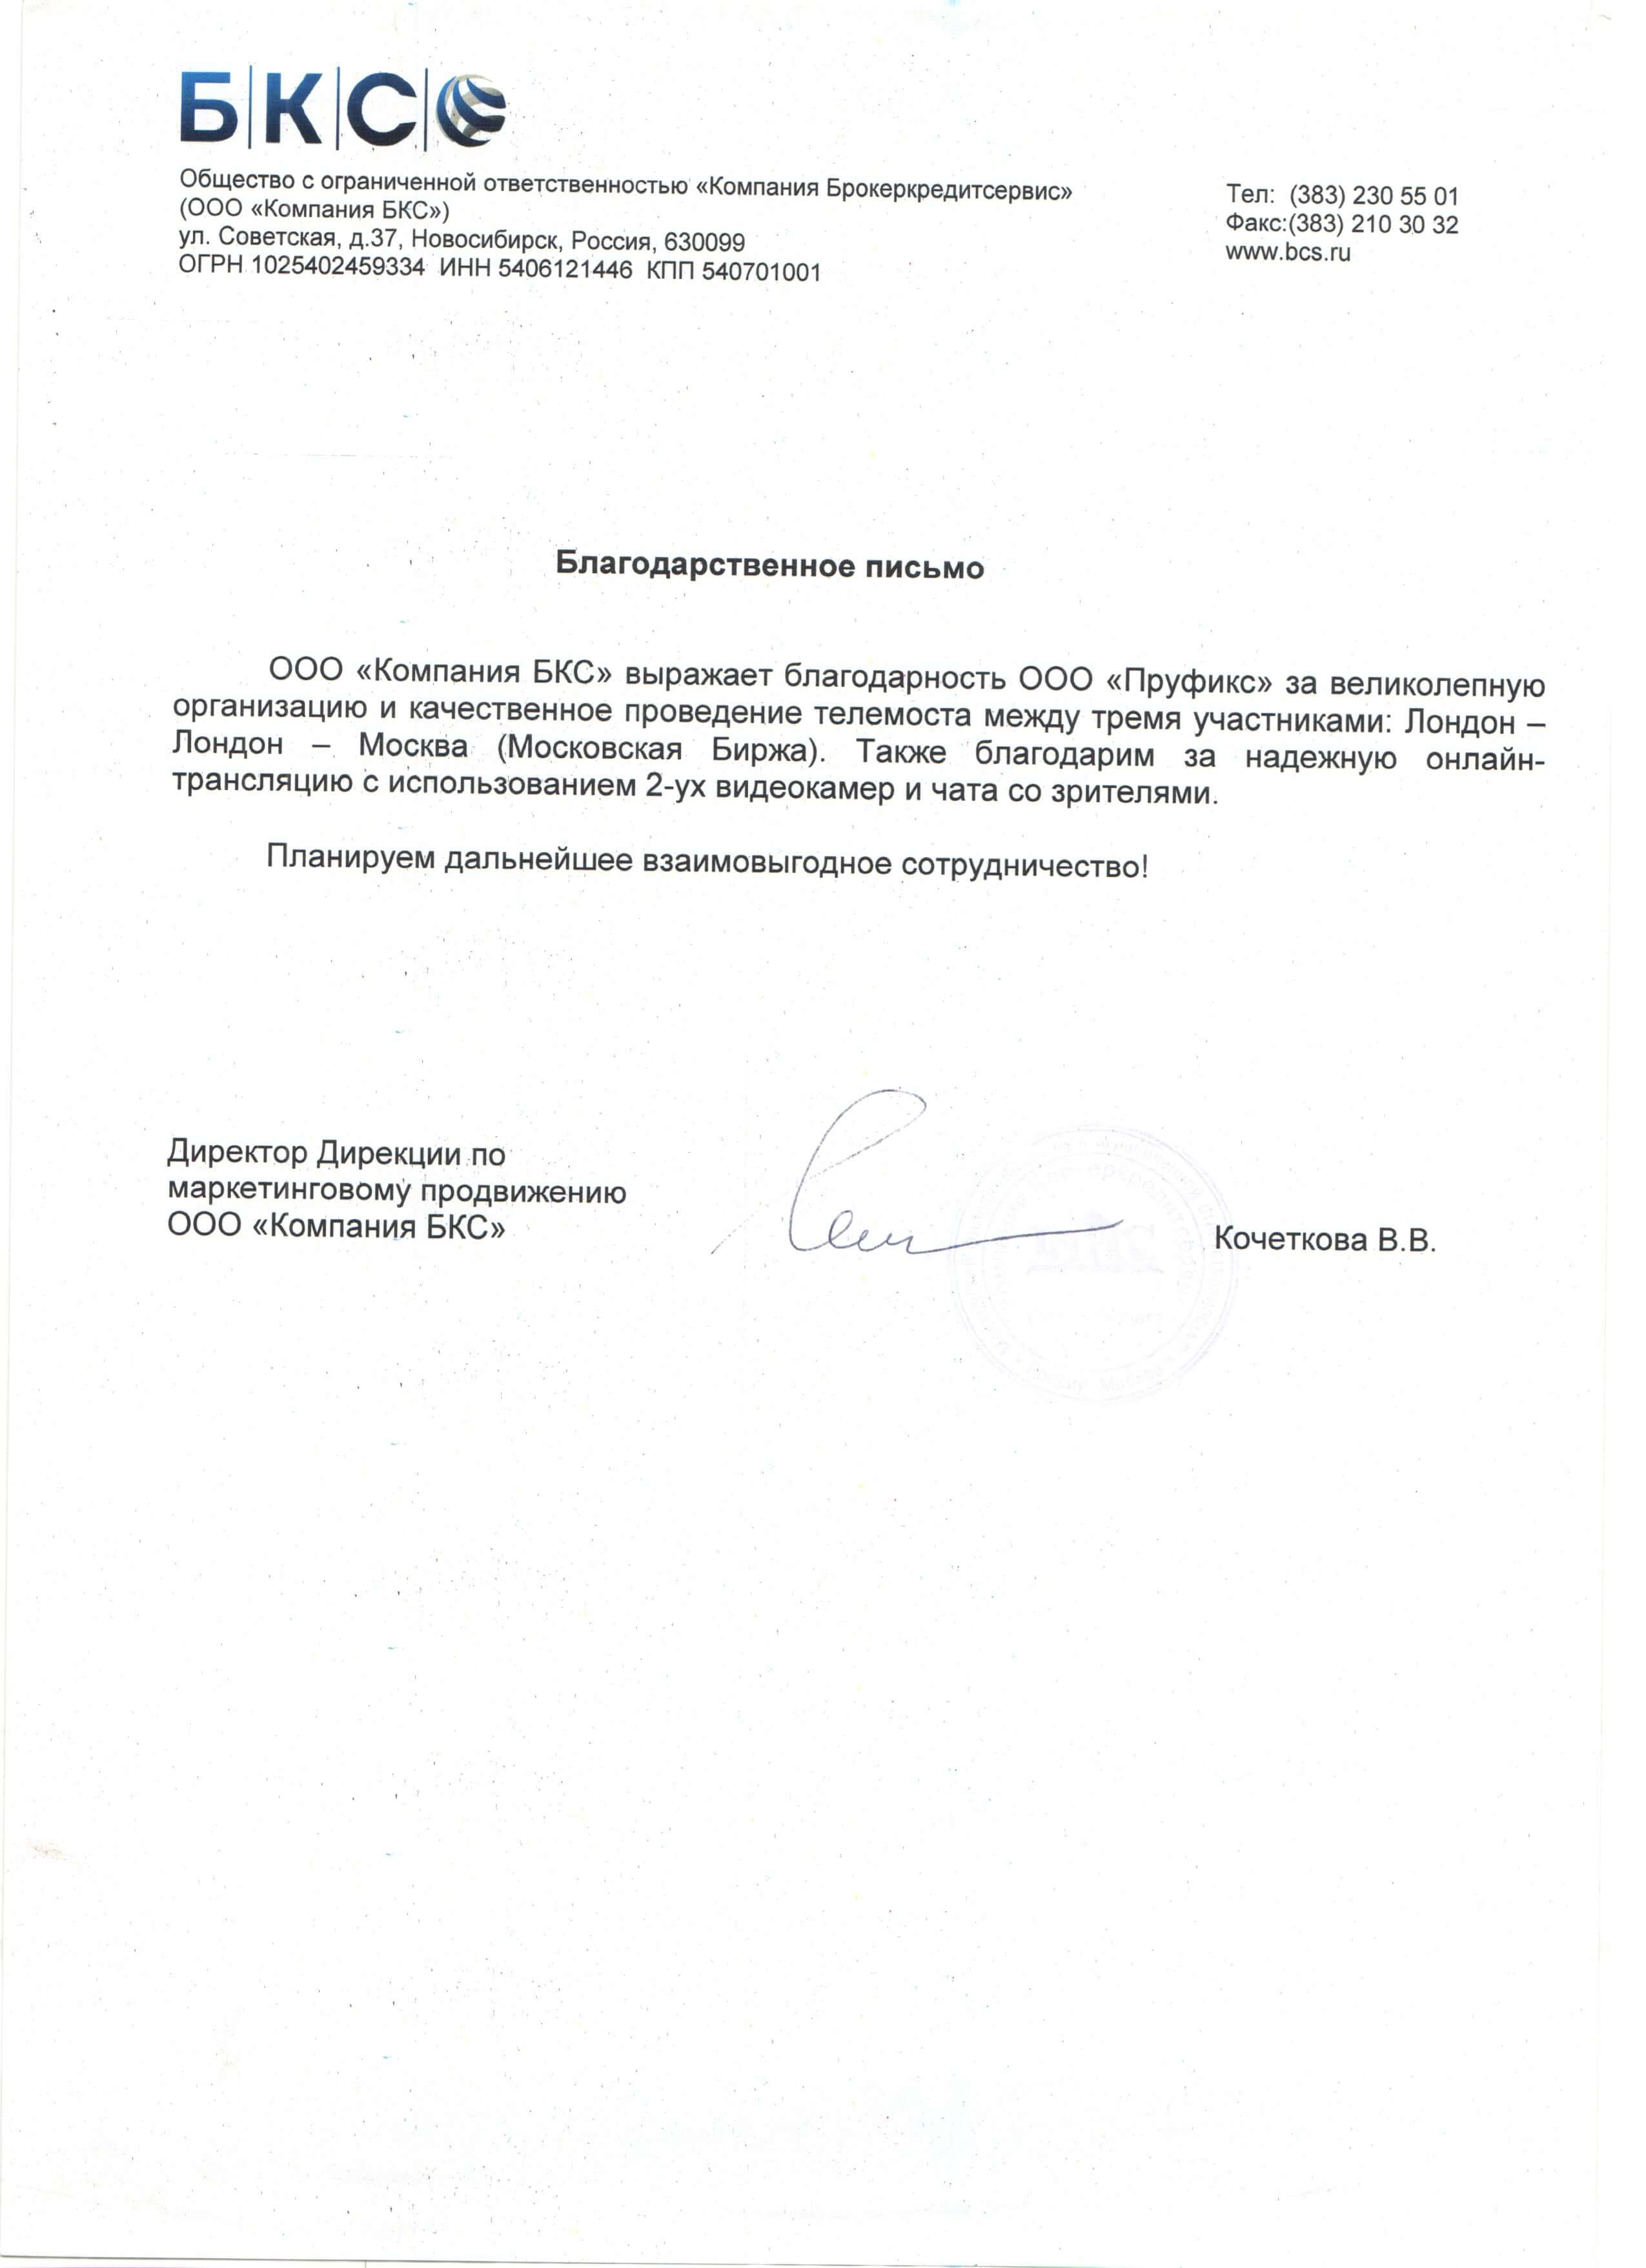 БКС
Общество с ограниченной ответственностью «Компания Брокеркредитсервис»
(ООО «Компания БКС»)
ул. Советская, д.37, Новосибирск, Россия, 630099
ОГРН 1025402459334 ИНН 5406121446 КПП 540701001
Тел: (383) 230 55 01
Факс:(383) 210 30 32
www.bcs.ru
Благодарственное письмо
ООО «Компания БКС» выражает благодарность ООО «Пруфикс» за великолепную
организацию и качественное проведение телемоста между тремя участниками: Лондон –
Лондон – Москва (Московская Биржа). Также благодарим за надежную онлайн-
трансляцию с использованием 2-ух видеокамер и чата со зрителями.
Планируем дальнейшее взаимовыгодное сотрудничество!
Директор Дирекции по
маркетинговому продвижению
ООО «Компания БКС»
Кочеткова В.В.